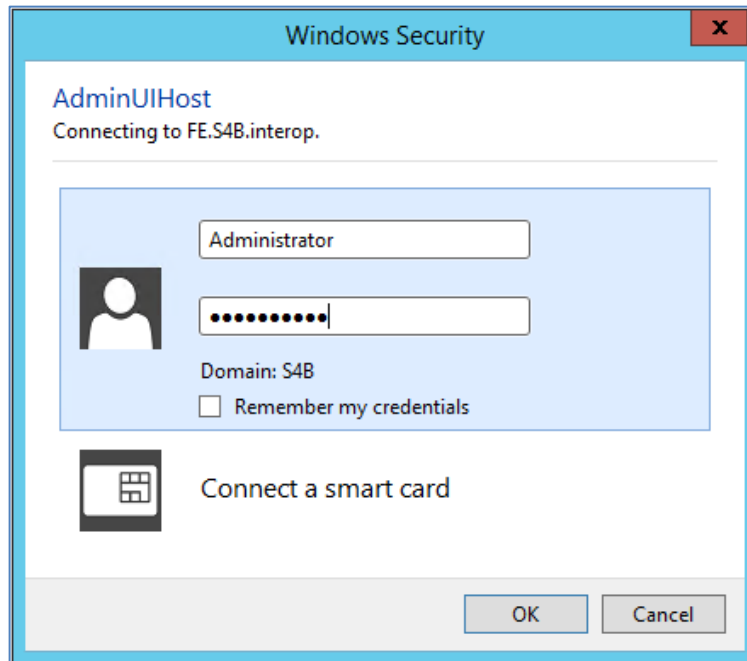 Windows Security
x
AdminUIHost
Connecting to FE.S4B.interop.
Administrator
●●●●●●●●●●
Domain: S4B
Remember my credentials
Connect a smart card
OK
Cancel